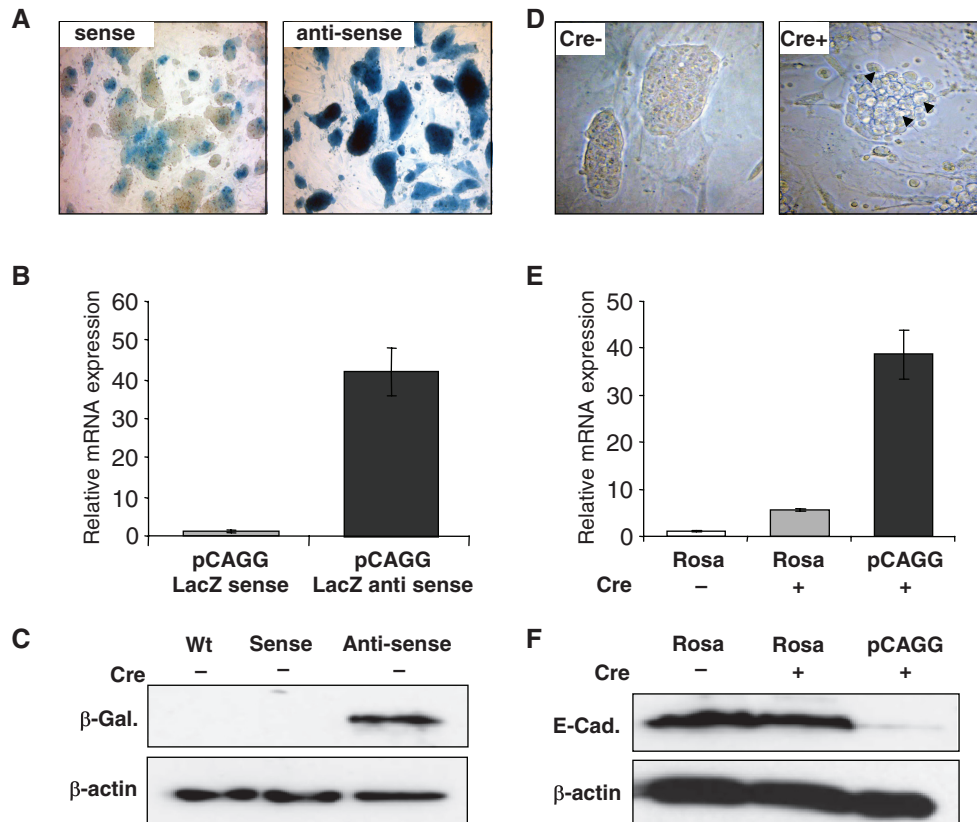 A
sense
anti-sense
B
Relative mRNA expression
60
50
40
30
20
10
0
pCAGG
LacZ sense
pCAGG
LacZ anti sense
C
Wt
Sense
Anti-sense
Cre
–
–
–
β-Gal.
β-actin
D
Cre-
Cre+
E
Relative mRNA expression
50
40
30
20
10
0
Rosa
Rosa
pCAGG
Cre
–
+
+
F
Rosa
Rosa
pCAGG
Cre
–
+
+
E-Cad.
β-actin